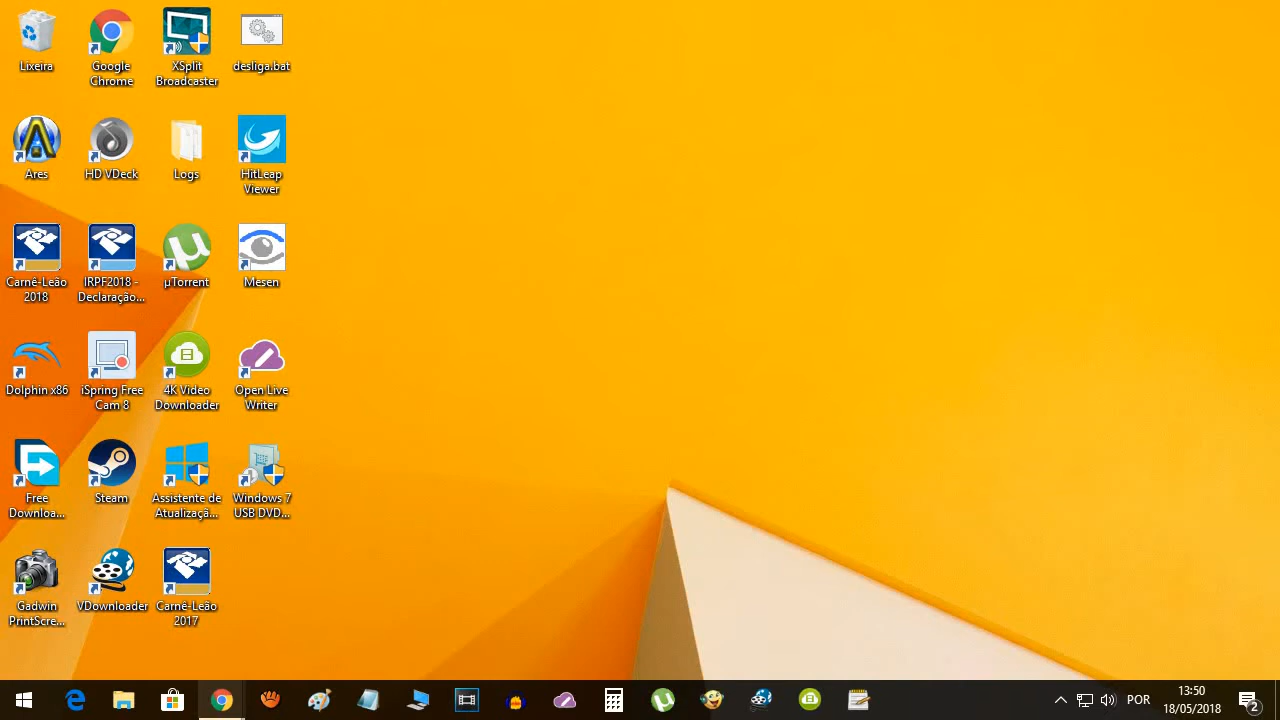 Lixeira
Google
Chrome
XSplit
Broadcaster
desliga.bat
Ares
HD VDeck
Logs
HitLeap
Viewer
Carnê-Leão
2018
IRPF2018 -
Declaração...
µTorrent
Mesen
Dolphin x86
iSpring Free
Cam 8
4K Video
Downloader
Open Live
Writer
Free
Downloa...
Steam
Assistente de
Atualizaçã...
Windows 7
USB DVD...
Gadwin
PrintScre...
VDownloader
Carnê-Leão
2017
POR
13:50
18/05/2018
2